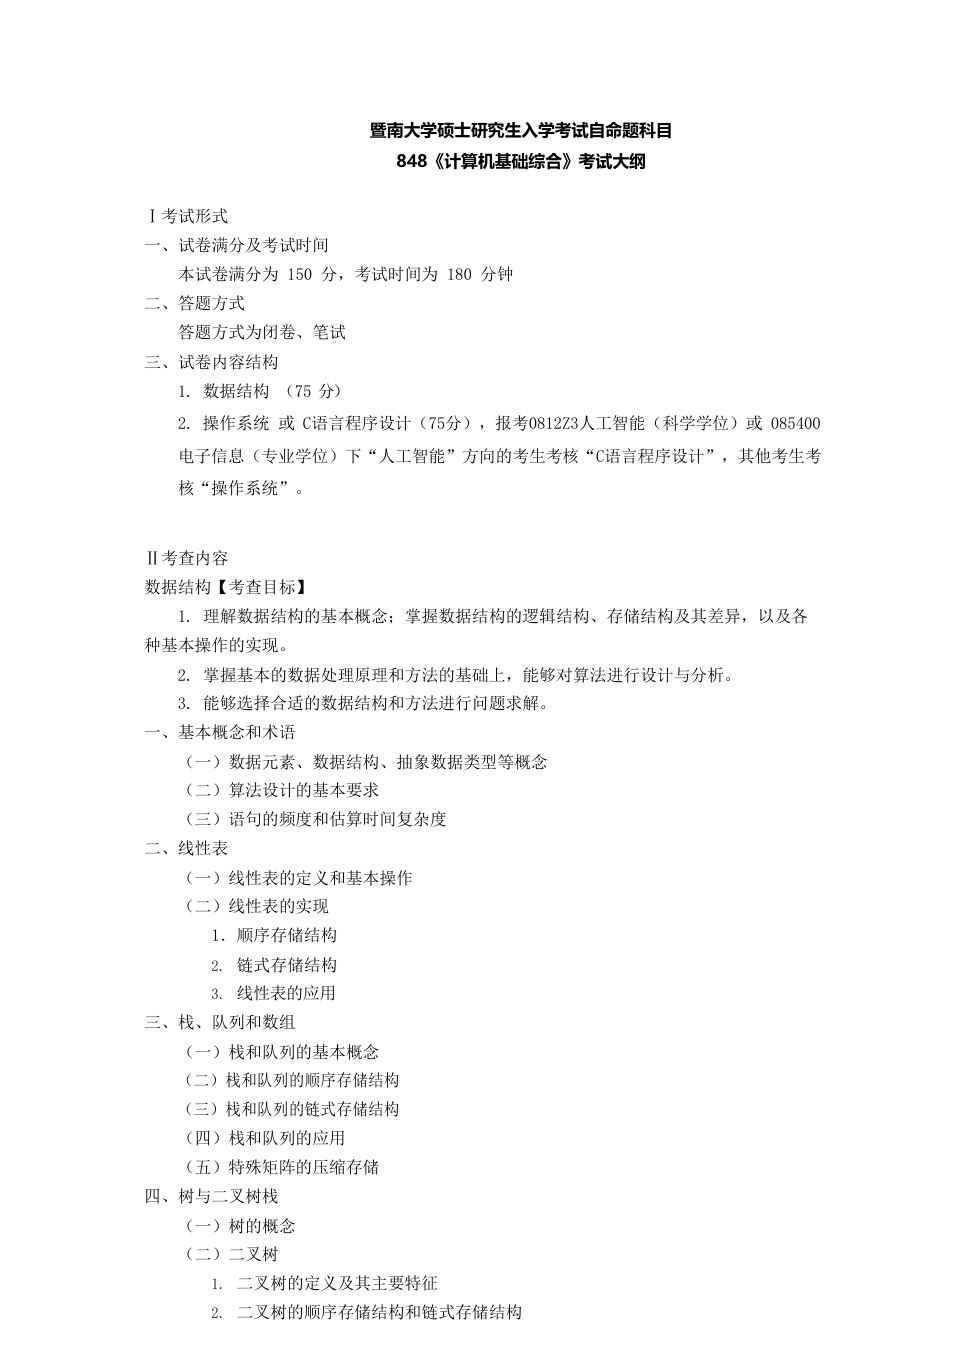 暨南大学硕士研究生入学考试自命题科目
848《计算机基础综合》考试大纲
Ⅰ考试形式
一、试卷满分及考试时间
本试卷满分为 150 分，考试时间为 180 分钟
二、答题方式
答题方式为闭卷、笔试
三、试卷内容结构
1. 数据结构 （75 分）
2. 操作系统 或 C语言程序设计（75分），报考0812Z3人工智能（科学学位）或 085400
电子信息（专业学位）下“人工智能”方向的考生考核“C语言程序设计”，其他考生考
核“操作系统”。
Ⅱ考查内容
数据结构【考查目标】
1. 理解数据结构的基本概念；掌握数据结构的逻辑结构、存储结构及其差异，以及各
种基本操作的实现。
2. 掌握基本的数据处理原理和方法的基础上，能够对算法进行设计与分析。
3. 能够选择合适的数据结构和方法进行问题求解。
一、基本概念和术语
（一）数据元素、数据结构、抽象数据类型等概念
（二）算法设计的基本要求
（三）语句的频度和估算时间复杂度
二、线性表
（一）线性表的定义和基本操作
（二）线性表的实现
1．顺序存储结构
2. 链式存储结构
3. 线性表的应用
三、栈、队列和数组
（一）栈和队列的基本概念
（二）栈和队列的顺序存储结构
（三）栈和队列的链式存储结构
（四）栈和队列的应用
（五）特殊矩阵的压缩存储
四、树与二叉树栈
（一）树的概念
（二）二叉树
1. 二叉树的定义及其主要特征
2. 二叉树的顺序存储结构和链式存储结构